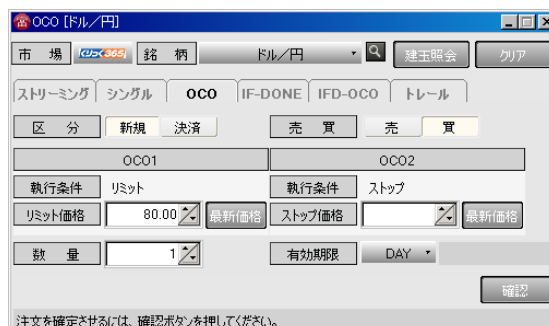 OCO [ドル／円]
市 場 くりっく365 銘 柄 ドル／円 建玉照会 クリア
ストリーミング シングル OCO IF-DONE IFD-OCO トレール
区 分 新規 決済 売 買 売 買
OCO1 OCO2
執行条件 リミット 執行条件 ストップ
リミット価格 80.00 最新価格 ストップ価格 最新価格
数 量 1 有効期限 DAY
確認
注文を確定させるには、確認ボタンを押してください。